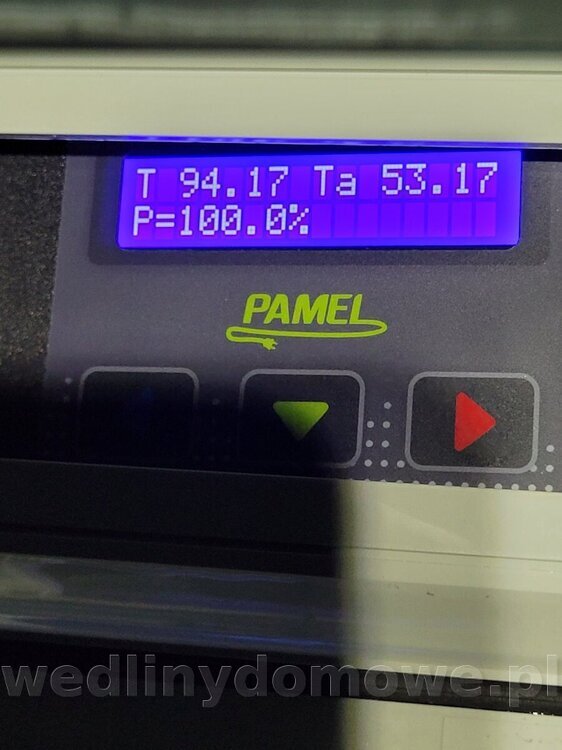 T 94.17 Ta 53.17
P=100.0%
PAMEL
wedlinydomowe.pl